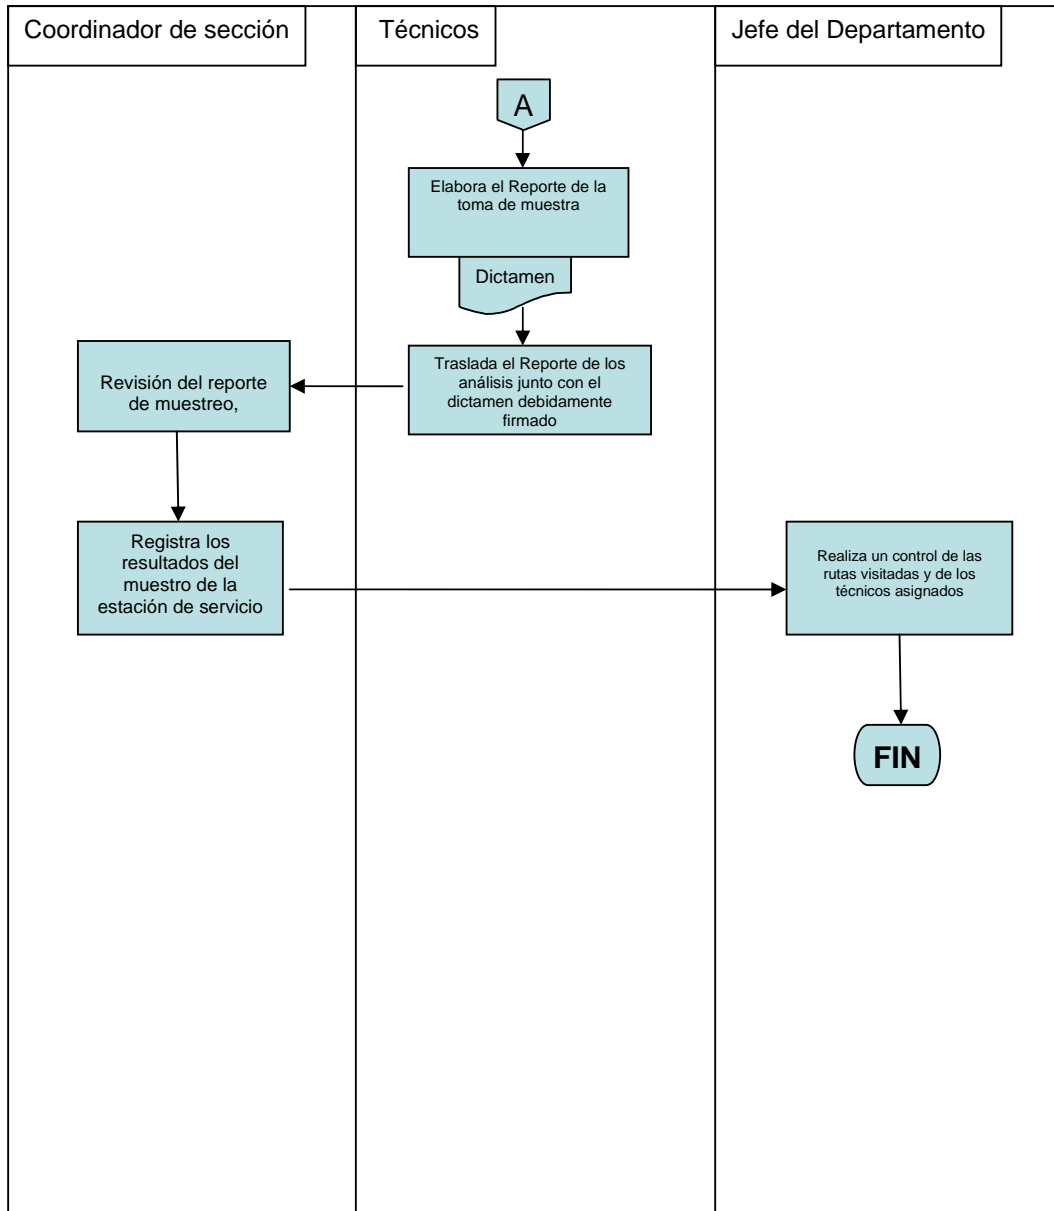 Coordinador de sección
Técnicos
Jefe del Departamento
A
Elabora el Reporte de la
toma de muestra
Dictamen
Traslada el Reporte de los
análisis junto con el
dictamen debidamente
firmado
Revisión del reporte
de muestreo,
Registra los
resultados del
muestro de la
estación de servicio
Realiza un control de las
rutas visitadas y de los
técnicos asignados
FIN